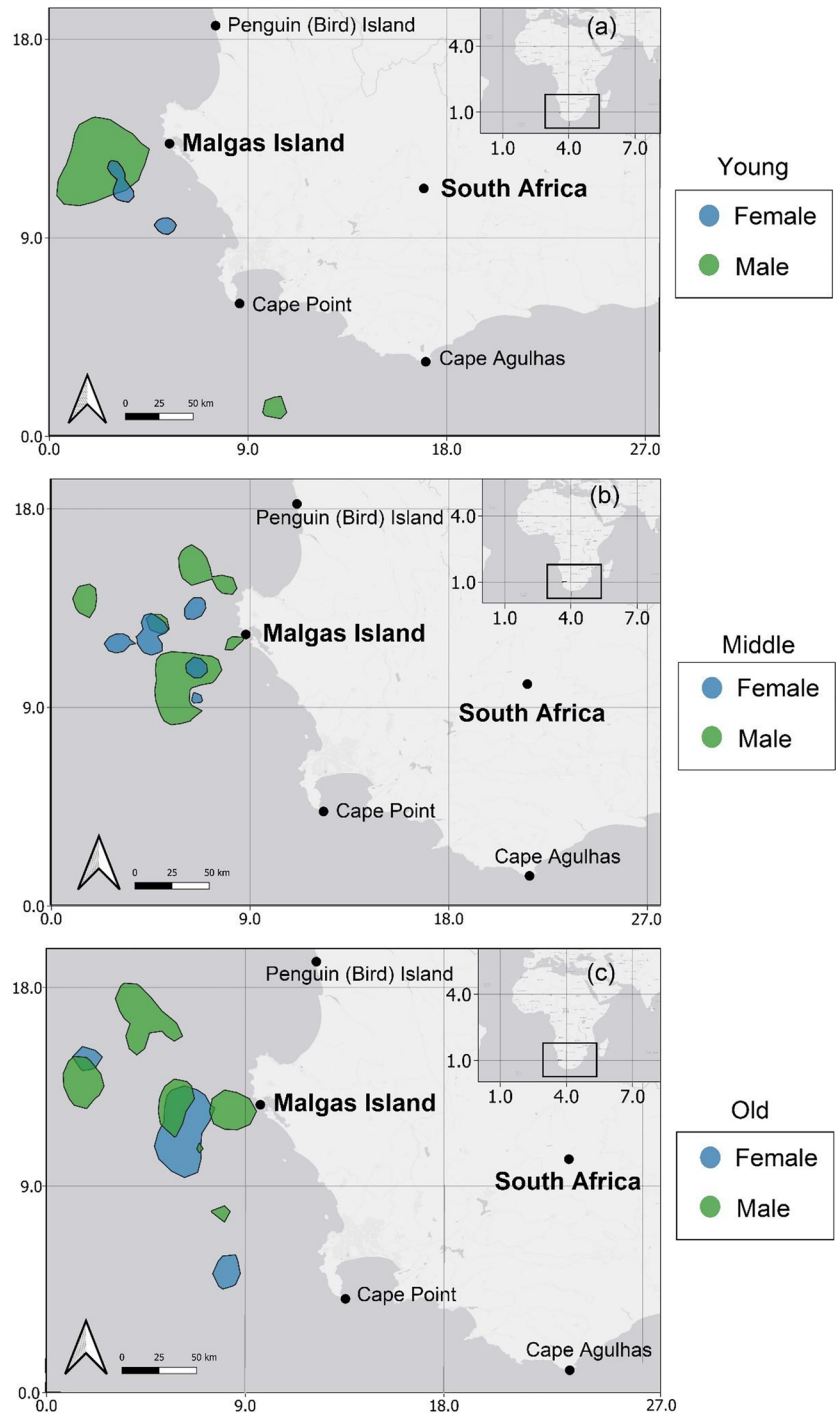 Penguin (Bird) Island
(a)
18.0
4.0
1.0
1.0 4.0 7.0
Malgas Island
South Africa
Young
Female
Male
9.0
Cape Point
Cape Agulhas
0 25 50 km
0.0
0.0 9.0 18.0 27.0
(b)
18.0
Penguin (Bird) Island
4.0
1.0
1.0 4.0 7.0
Malgas Island
Middle
Female
Male
9.0
South Africa
Cape Point
Cape Agulhas
0 25 50 km
0.0
0.0 9.0 18.0 27.0
Penguin (Bird) Island
(c)
18.0
4.0
1.0
1.0 4.0 7.0
Malgas Island
Old
Female
Male
South Africa
9.0
Cape Point
Cape Agulhas
0 25 50 km
0.0
0.0 9.0 18.0 27.0